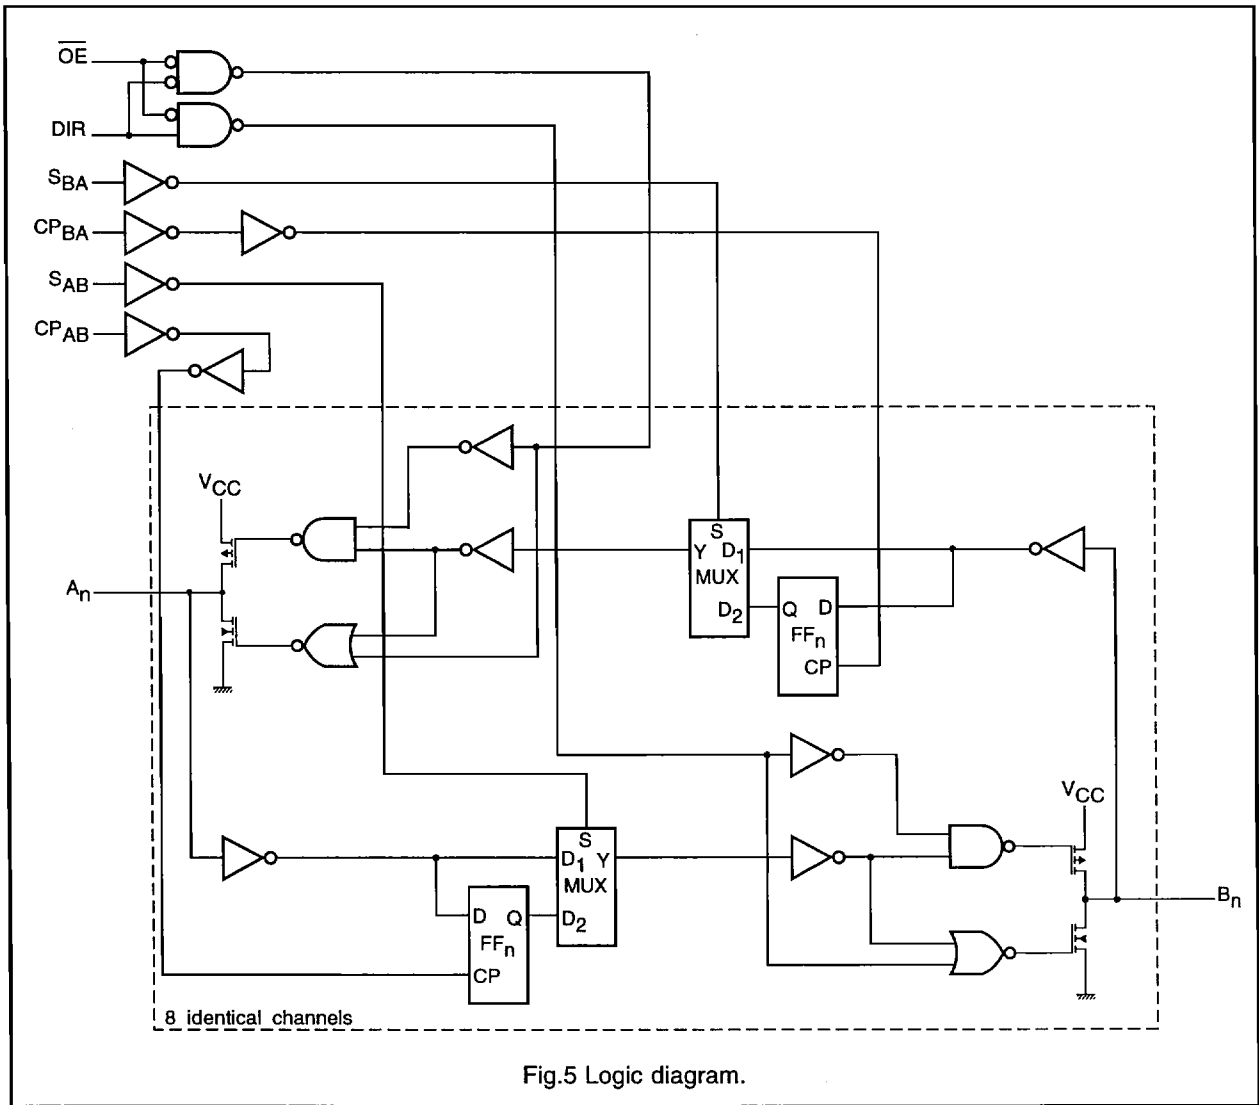 OE
DIR
SBA
CPBA
SAB
CPAB
VCC
S
Y D1
MUX
D2
Q D
FFn
CP
An
VCC
S
D1 Y
MUX
D2
D Q
FFn
CP
Bn
8 identical channels
Fig.5 Logic diagram.